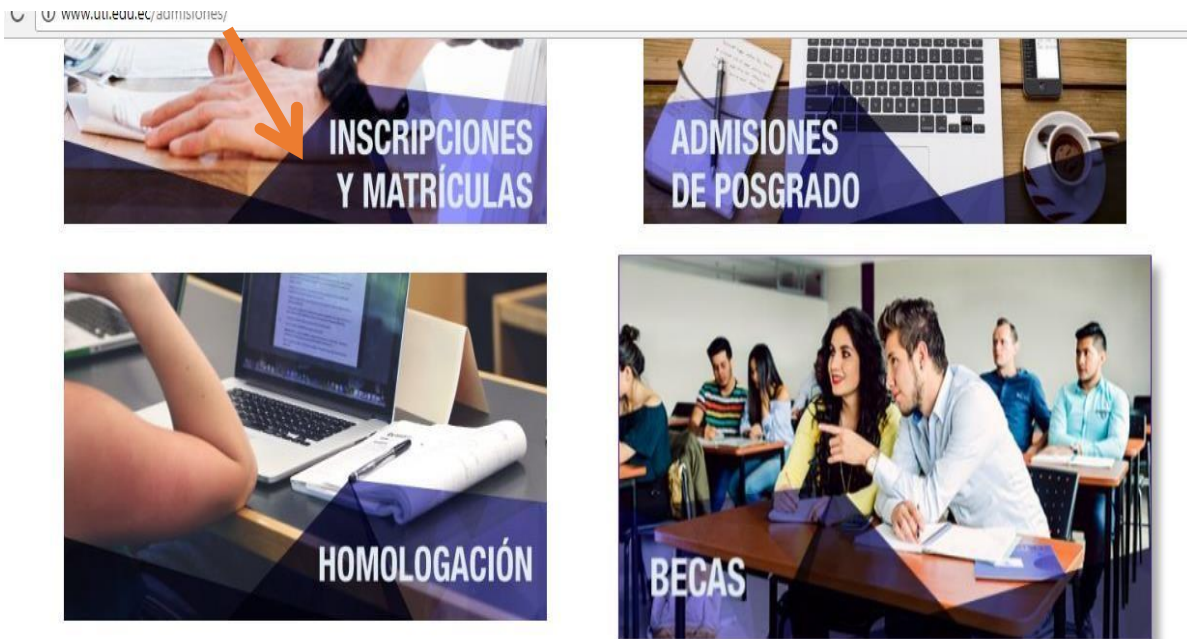 www.uti.edu.ec/admisiones/
INSCRIPCIONES
Y MATRÍCULAS
ADMISIONES
DE POSGRADO
HOMOLOGACIÓN
BECAS